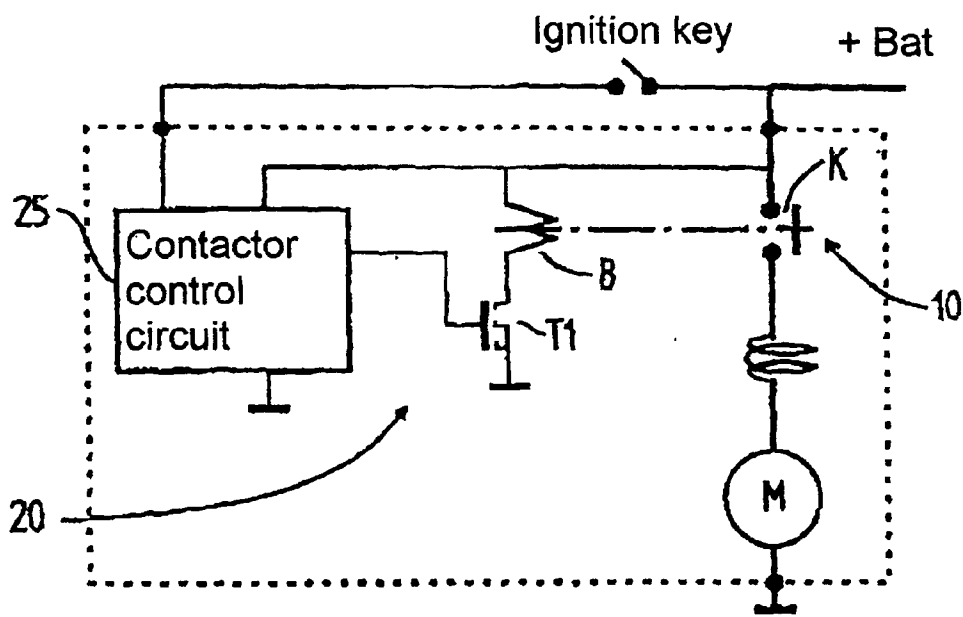 Ignition key
+ Bat
K
25
Contactor
control
circuit
B
10
T1
20
M